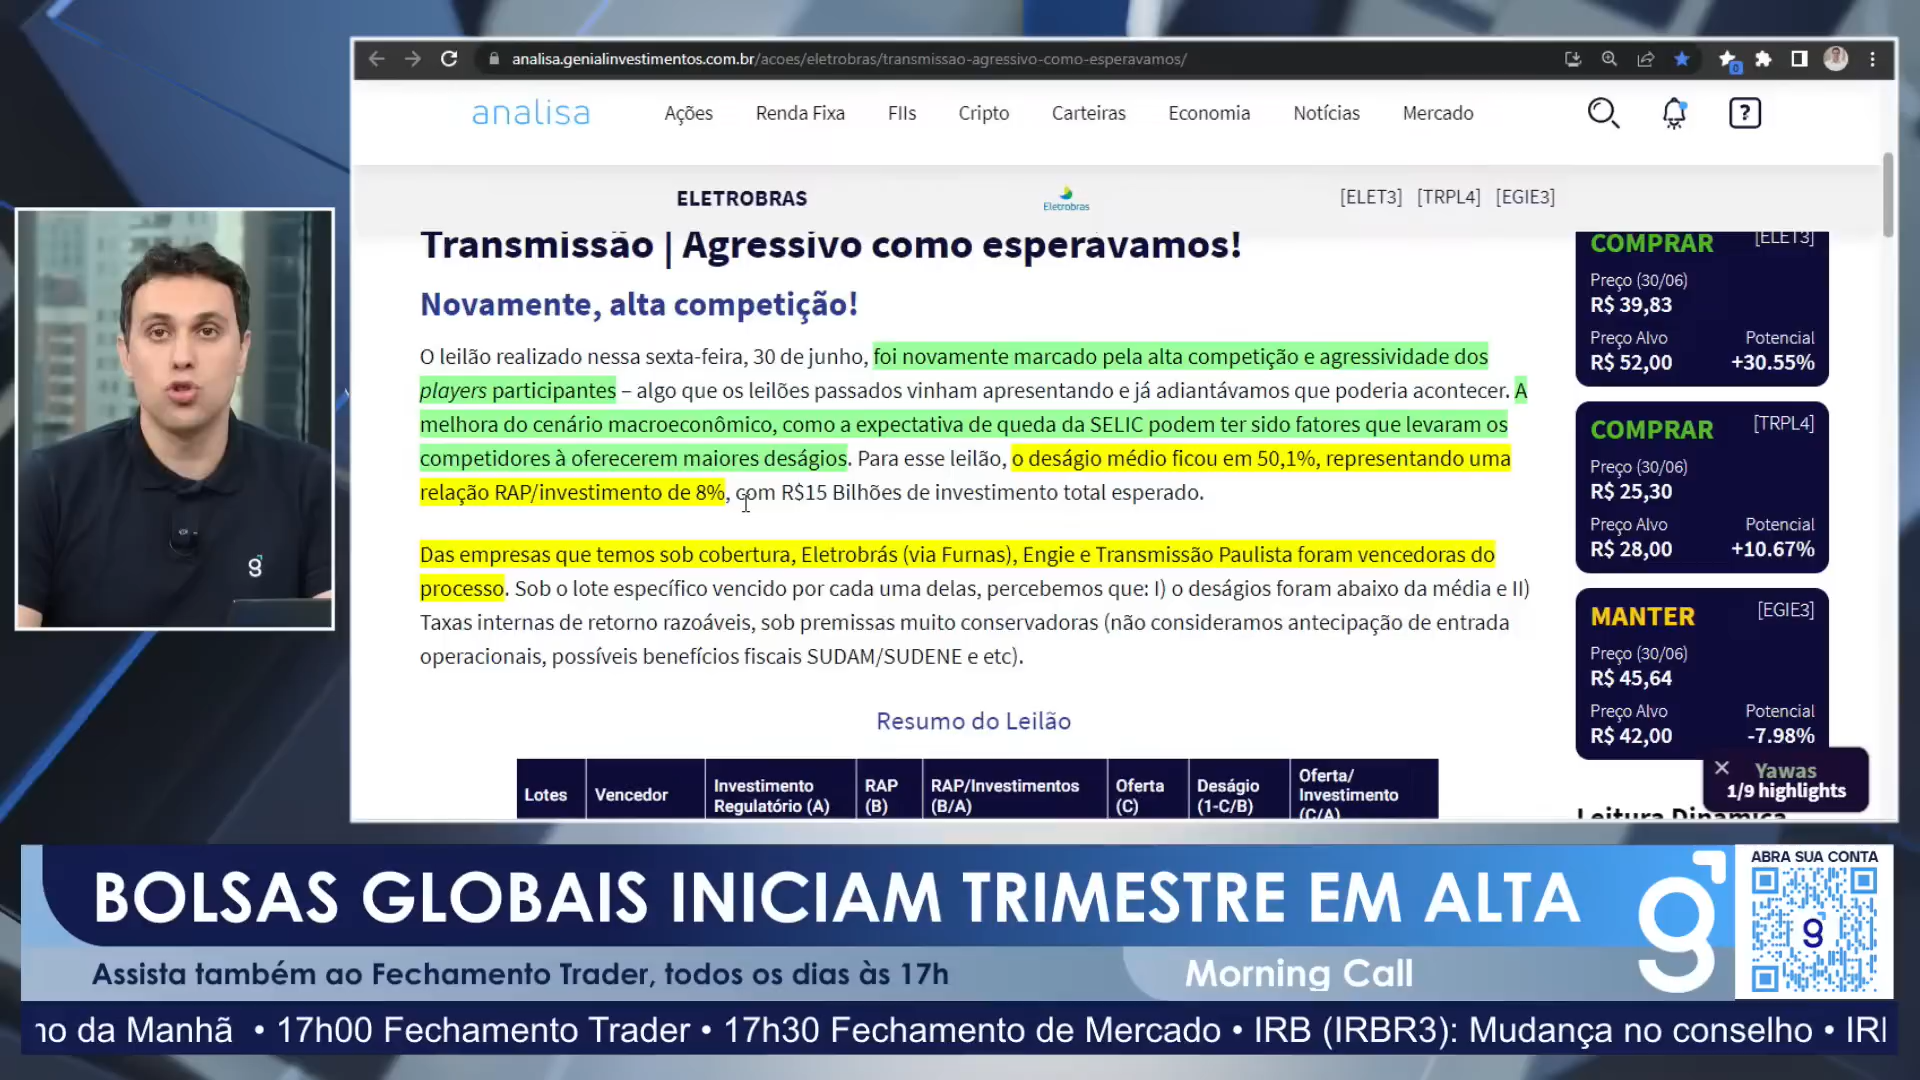 analisa.genialinvestimentos.com.br/acoes/eletrobras/transmissao-agressivo-como-esperavamos/
analisa
Ações
Renda Fixa
FIIs
Cripto
Carteiras
Economia
Notícias
Mercado
?
ELETROBRAS
Eletrobras
[ELET3] [TRPL4] [EGIE3]
Transmissão | Agressivo como esperávamos!
Novamente, alta competição!
O leilão realizado nessa sexta-feira, 30 de junho, foi novamente marcado pela alta competição e agressividade dos
players participantes – algo que os leilões passados vinham apresentando e já adiantávamos que poderia acontecer. A
melhora do cenário macroeconômico, como a expectativa de queda da SELIC podem ter sido fatores que levaram os
competidores à oferecerem maiores deságios. Para esse leilão, o deságio médio ficou em 50,1%, representando uma
relação RAP/investimento de 8%, com R$15 Bilhões de investimento total esperado.
Das empresas que temos sob cobertura, Eletrobrás (via Furnas), Engie e Transmissão Paulista foram vencedoras do
processo. Sob o lote específico vencido por cada uma delas, percebemos que: I) o deságios foram abaixo da média e II)
Taxas internas de retorno razoáveis, sob premissas muito conservadoras (não consideramos antecipação de entrada
operacionais, possíveis benefícios fiscais SUDAM/SUDENE e etc).
Resumo do Leilão
Lotes
Vencedor
Investimento
Regulatório (A)
RAP
(B)
RAP/Investimentos
(B/A)
Oferta
(C)
Deságio
(1-C/B)
Oferta/
Investimento
(C/A)
COMPRAR [ELET3]
Preço (30/06)
R$ 39,83
Preço Alvo Potencial
R$ 52,00 +30.55%
COMPRAR [TRPL4]
Preço (30/06)
R$ 25,30
Preço Alvo Potencial
R$ 28,00 +10.67%
MANTER [EGIE3]
Preço (30/06)
R$ 45,64
Preço Alvo Potencial
R$ 42,00 -7.98%
Yawas
1/9 highlights
Leitura Dinâmica
g
BOLSAS GLOBAIS INICIAM TRIMESTRE EM ALTA
Assista também ao Fechamento Trader, todos os dias às 17h
Morning Call
g
ABRA SUA CONTA
g
no da Manhã • 17h00 Fechamento Trader • 17h30 Fechamento de Mercado • IRB (IRBR3): Mudança no conselho •